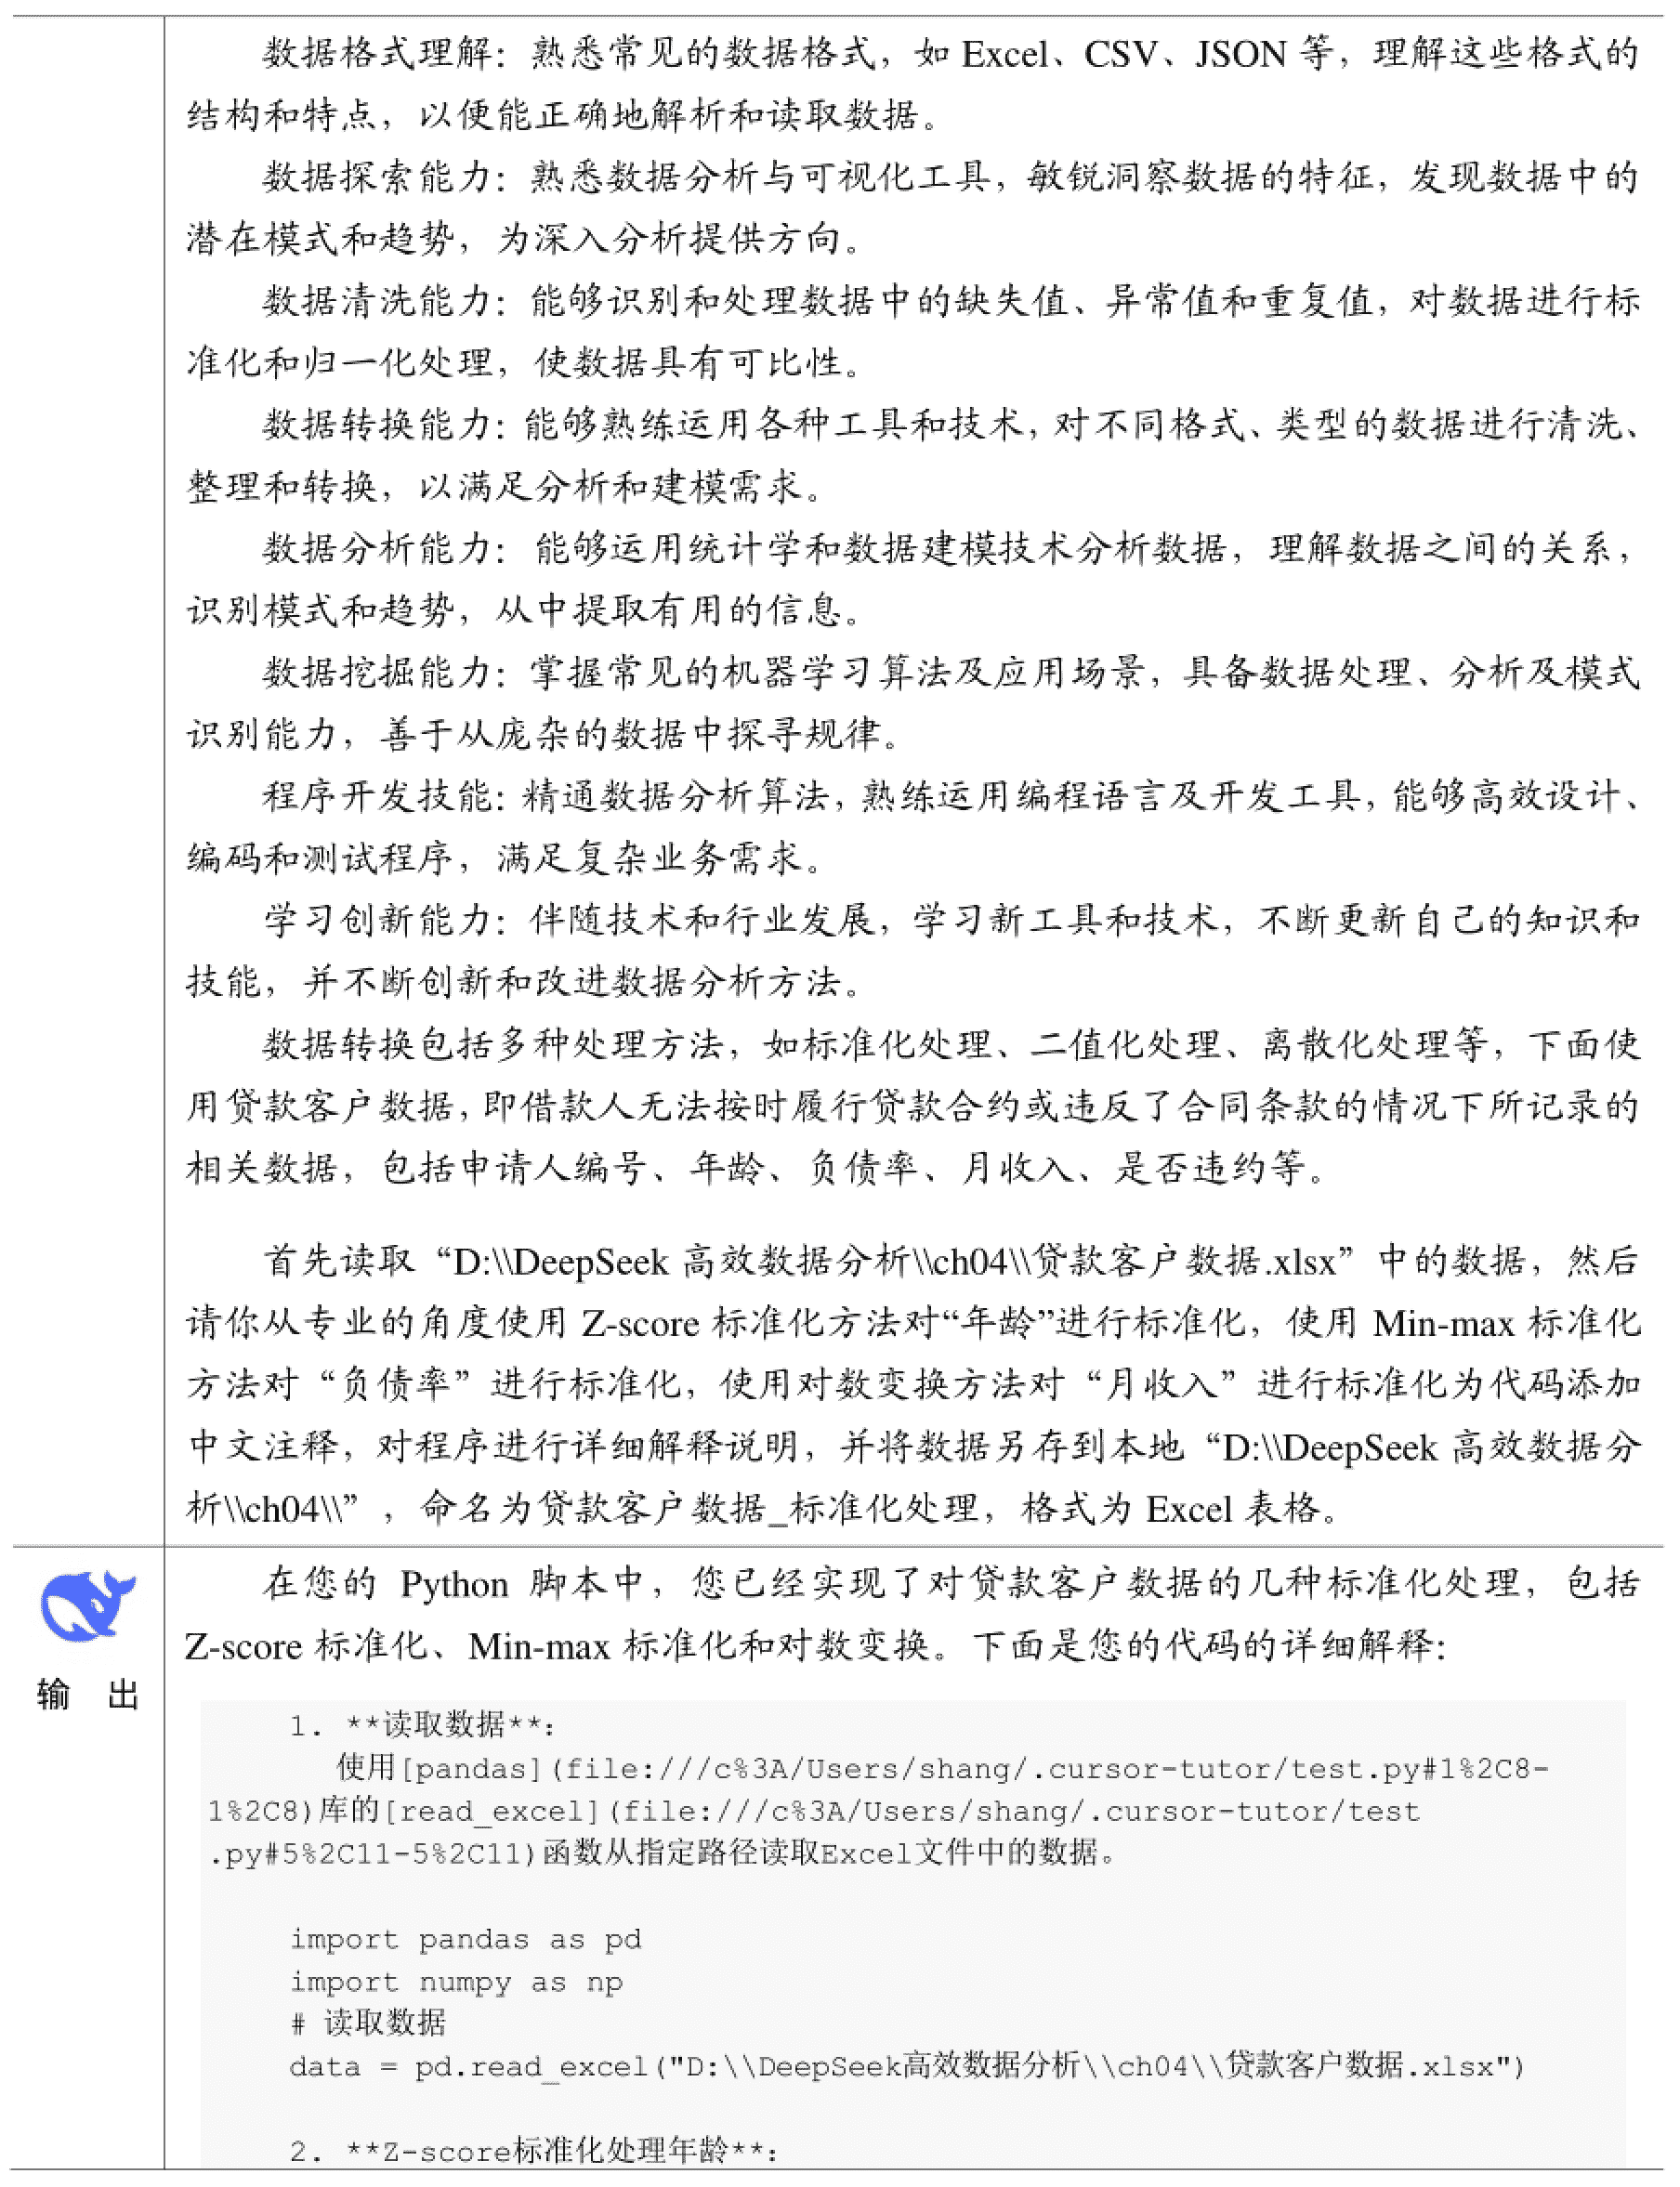 数据格式理解：熟悉常见的数据格式，如 Excel、CSV、JSON 等，理解这些格式的
结构和特点，以便能正确地解析和读取数据。
数据探索能力：熟悉数据分析与可视化工具，敏锐洞察数据的特征，发现数据中的
潜在模式和趋势，为深入分析提供方向。
数据清洗能力：能够识别和处理数据中的缺失值、异常值和重复值，对数据进行标
准化和归一化处理，使数据具有可比性。
数据转换能力：能够熟练运用各种工具和技术，对不同格式、类型的数据进行清洗、
整理和转换，以满足分析和建模需求。
数据分析能力：能够运用统计学和数据建模技术分析数据，理解数据之间的关系，
识别模式和趋势，从中提取有用的信息。
数据挖掘能力：掌握常见的机器学习算法及应用场景，具备数据处理、分析及模式
识别能力，善于从庞杂的数据中探寻规律。
程序开发技能：精通数据分析算法，熟练运用编程语言及开发工具，能够高效设计、
编码和测试程序，满足复杂业务需求。
学习创新能力：伴随技术和行业发展，学习新工具和技术，不断更新自己的知识和
技能，并不断创新和改进数据分析方法。
数据转换包括多种处理方法，如标准化处理、二值化处理、离散化处理等，下面使
用贷款客户数据，即借款人无法按时履行贷款合约或违反了合同条款的情况下所记录的
相关数据，包括申请人编号、年龄、负债率、月收入、是否违约等。
首先读取“D:\\DeepSeek 高效数据分析\\ch04\\贷款客户数据.xlsx”中的数据，然后
请你从专业的角度使用 Z-score 标准化方法对“年龄”进行标准化，使用 Min-max 标准化
方法对“负债率”进行标准化，使用对数变换方法对“月收入”进行标准化为代码添加
中文注释，对程序进行详细解释说明，并将数据另存到本地“D:\\DeepSeek 高效数据分
析\\ch04\\”，命名为贷款客户数据_标准化处理，格式为 Excel 表格。
输 出
在您的 Python 脚本中，您已经实现了对贷款客户数据的几种标准化处理，包括
Z-score 标准化、Min-max 标准化和对数变换。下面是您的代码的详细解释：
1. **读取数据**：
使用[pandas](file:///c%3A/Users/shang/.cursor-tutor/test.py#1%2C8-
1%2C8)库的[read_excel](file:///c%3A/Users/shang/.cursor-tutor/test
.py#5%2C11-5%2C11)函数从指定路径读取Excel文件中的数据。
import pandas as pd
import numpy as np
# 读取数据
data = pd.read_excel("D:\\DeepSeek高效数据分析\\ch04\\贷款客户数据.xlsx")
2. **Z-score标准化处理年龄**：